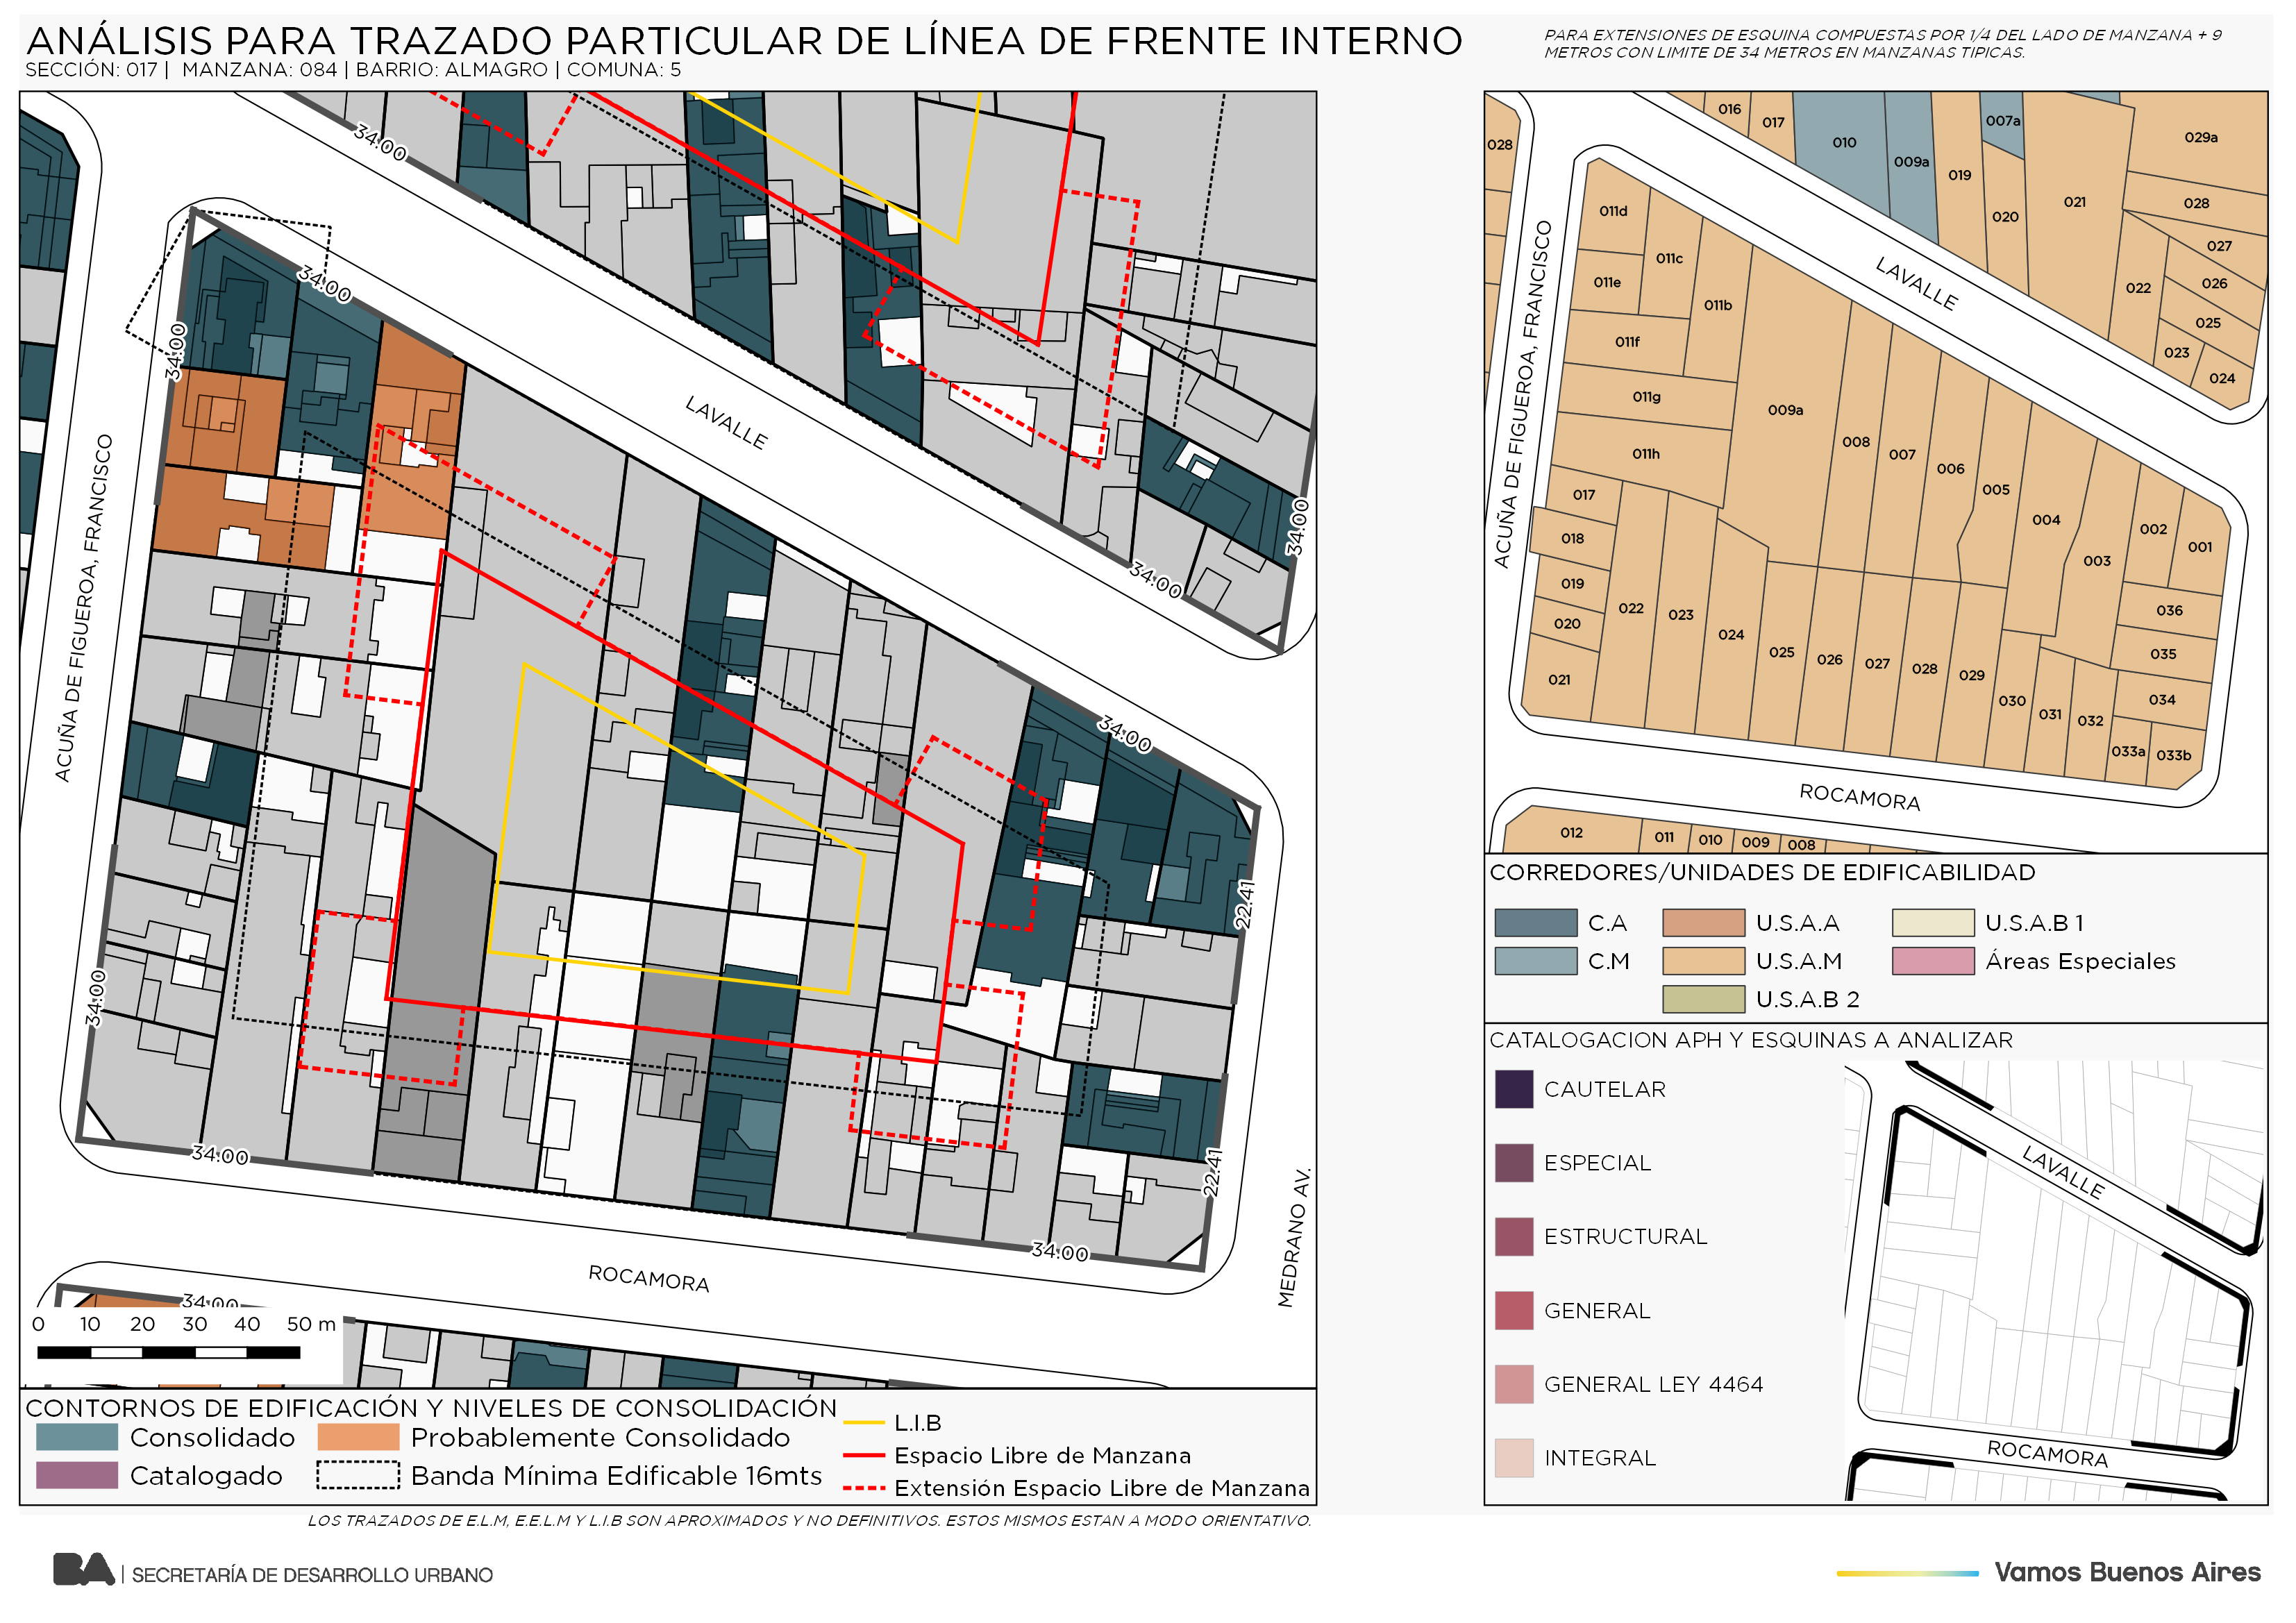 ANÁLISIS PARA TRAZADO PARTICULAR DE LÍNEA DE FRENTE INTERNO
SECCIÓN: 017 | MANZANA: 084 | BARRIO: ALMAGRO | COMUNA: 5
PARA EXTENSIONES DE ESQUINA COMPUESTAS POR 1/4 DEL LADO DE MANZANA + 9
METROS CON LIMITE DE 34 METROS EN MANZANAS TIPICAS.
34:00
34:00
34:00
LAVALLE
ACUÑA DE FIGUEROA, FRANCISCO
34:00
34:00
34:00
22.41
34:00
34:00
22.41
34:00
MEDRANO AV.
ROCAMORA
34:00
0 10 20 30 40 50 m
CONTORNOS DE EDIFICACIÓN Y NIVELES DE CONSOLIDACIÓN
Consolidado
Probablemente Consolidado
Catalogado
Banda Mínima Edificable 16mts
L.I.B
Espacio Libre de Manzana
Extensión Espacio Libre de Manzana
LOS TRAZADOS DE E.L.M, E.E.L.M Y L.I.B SON APROXIMADOS Y NO DEFINITIVOS. ESTOS MISMOS ESTAN A MODO ORIENTATIVO.
028
016
017
010
009a
019
007a
020
021
029a
028
027
026
025
022
023
024
LAVALLE
ACUÑA DE FIGUEROA, FRANCISCO
011d
011c
011e
011b
011f
011g
011h
009a
008
007
006
005
004
003
002
001
017
018
019
020
021
022
023
024
025
026
027
028
029
030
031
032
033a
033b
034
035
036
ROCAMORA
012
011
010
009
008
CORREDORES/UNIDADES DE EDIFICABILIDAD
C.A
U.S.A.A
U.S.A.B 1
C.M
U.S.A.M
Áreas Especiales
U.S.A.B 2
CATALOGACION APH Y ESQUINAS A ANALIZAR
CAUTELAR
ESPECIAL
ESTRUCTURAL
GENERAL
GENERAL LEY 4464
INTEGRAL
LAVALLE
ROCAMORA
BA | SECRETARÍA DE DESARROLLO URBANO
Vamos Buenos Aires